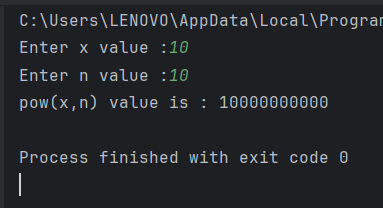 C:\Users\LENOVO\AppData\Local\Program
Enter x value :10
Enter n value :10
pow(x,n) value is : 10000000000
Process finished with exit code 0